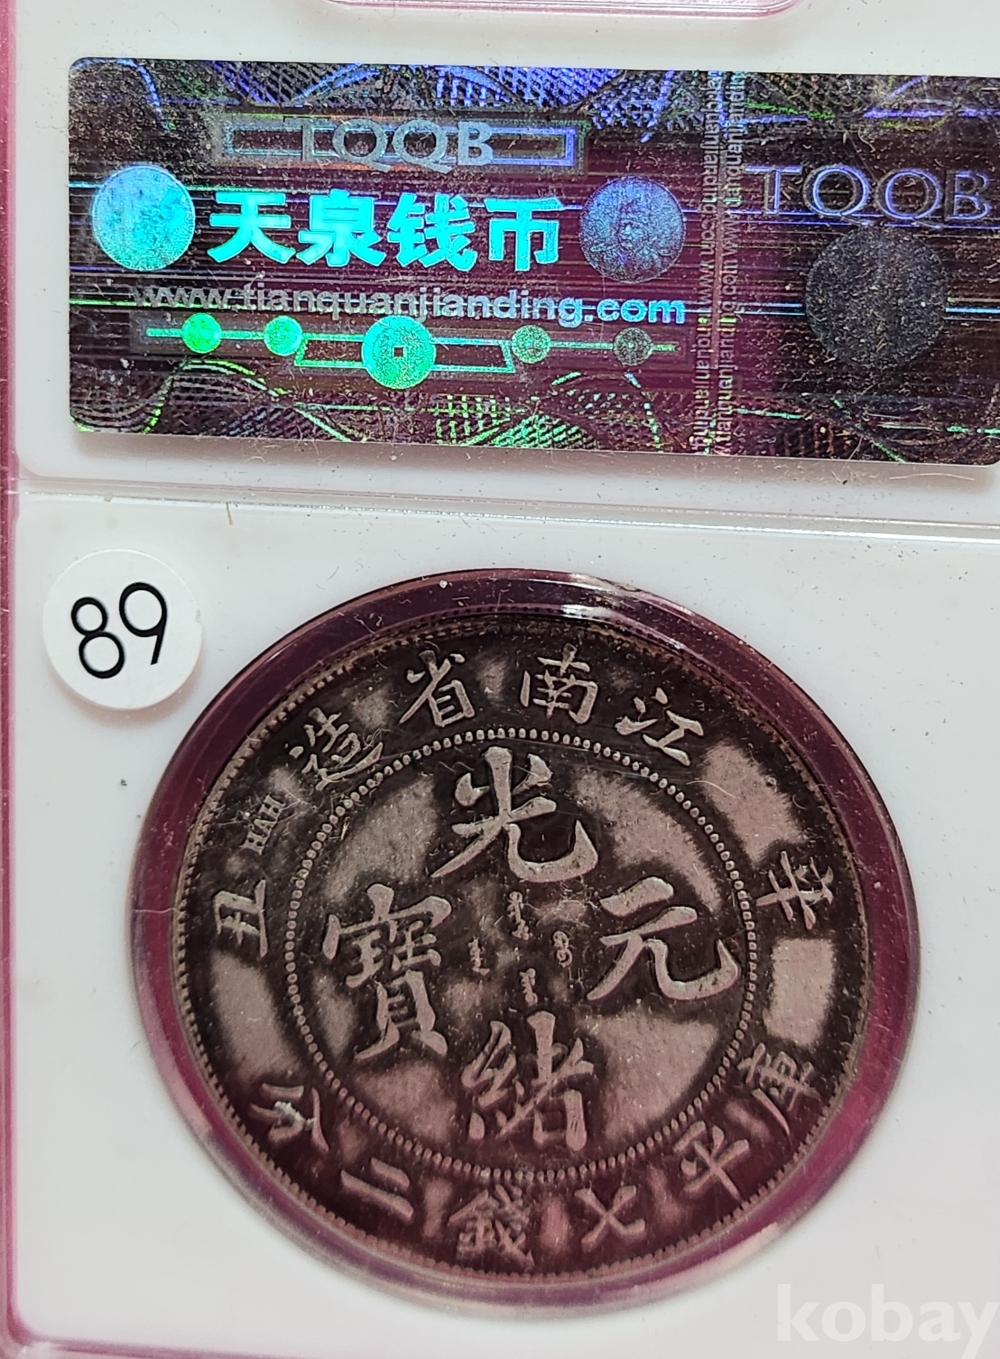 TQQB
天泉钱币
www.tianquanjianding.com
TQQB
89
江南省造
辛丑
HAH
光緒元寶
庫平七錢二分
kobay